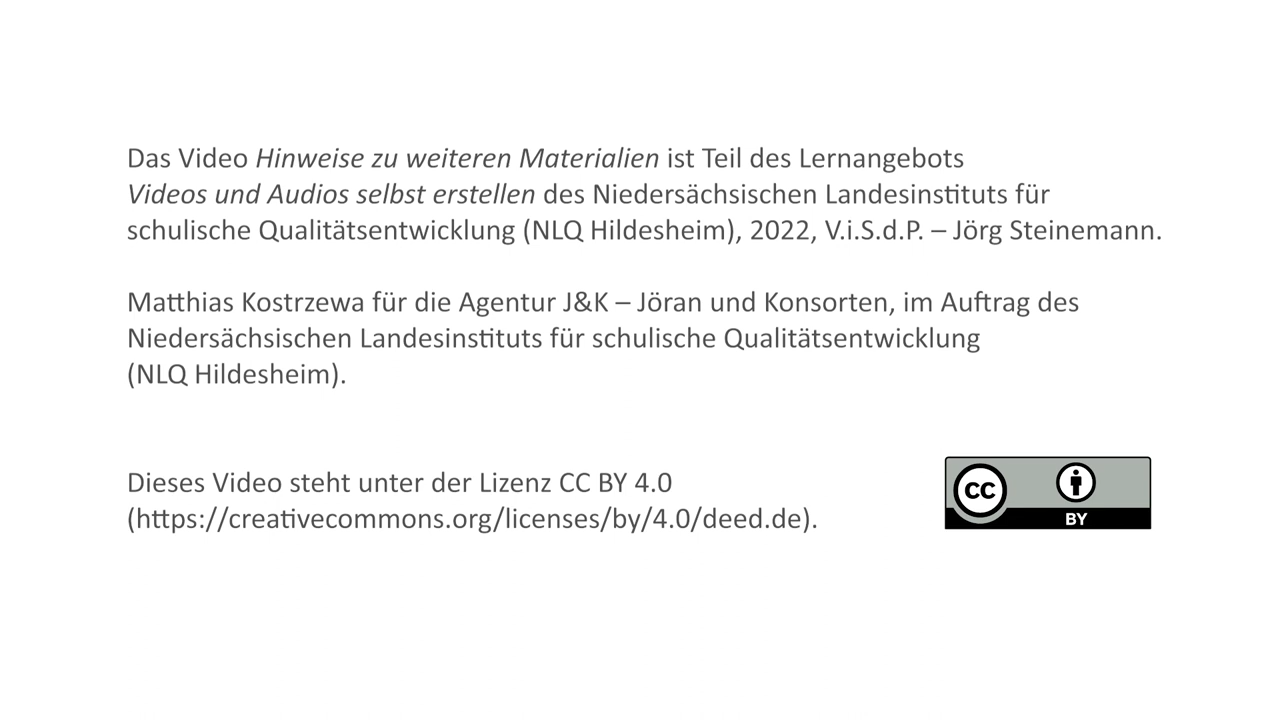 Das Video Hinweise zu weiteren Materialien ist Teil des Lernangebots
Videos und Audios selbst erstellen des Niedersächsischen Landesinstituts für
schulische Qualitätsentwicklung (NLQ Hildesheim), 2022, V.i.S.d.P. – Jörg Steinemann.
Matthias Kostrzewa für die Agentur J&K – Jöran und Konsorten, im Auftrag des
Niedersächsischen Landesinstituts für schulische Qualitätsentwicklung
(NLQ Hildesheim).
Dieses Video steht unter der Lizenz CC BY 4.0
(https://creativecommons.org/licenses/by/4.0/deed.de).
CC
BY